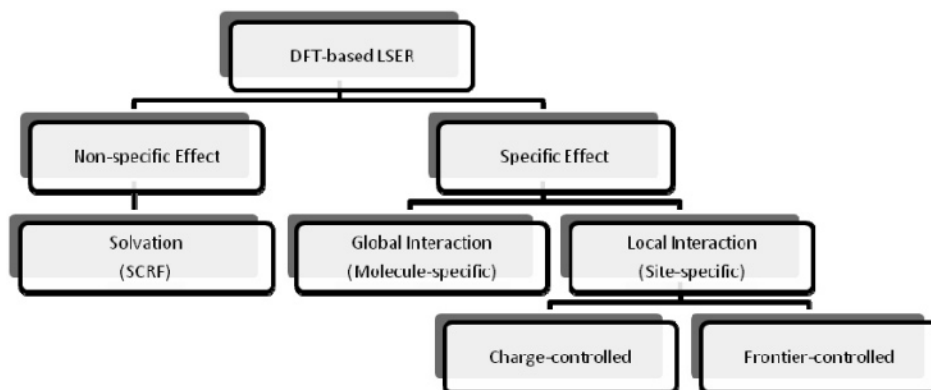 DFT-based LSER
Non-specific Effect
Specific Effect
Solvation
(SCRF)
Global Interaction
(Molecule-specific)
Local Interaction
(Site-specific)
Charge-controlled
Frontier-controlled